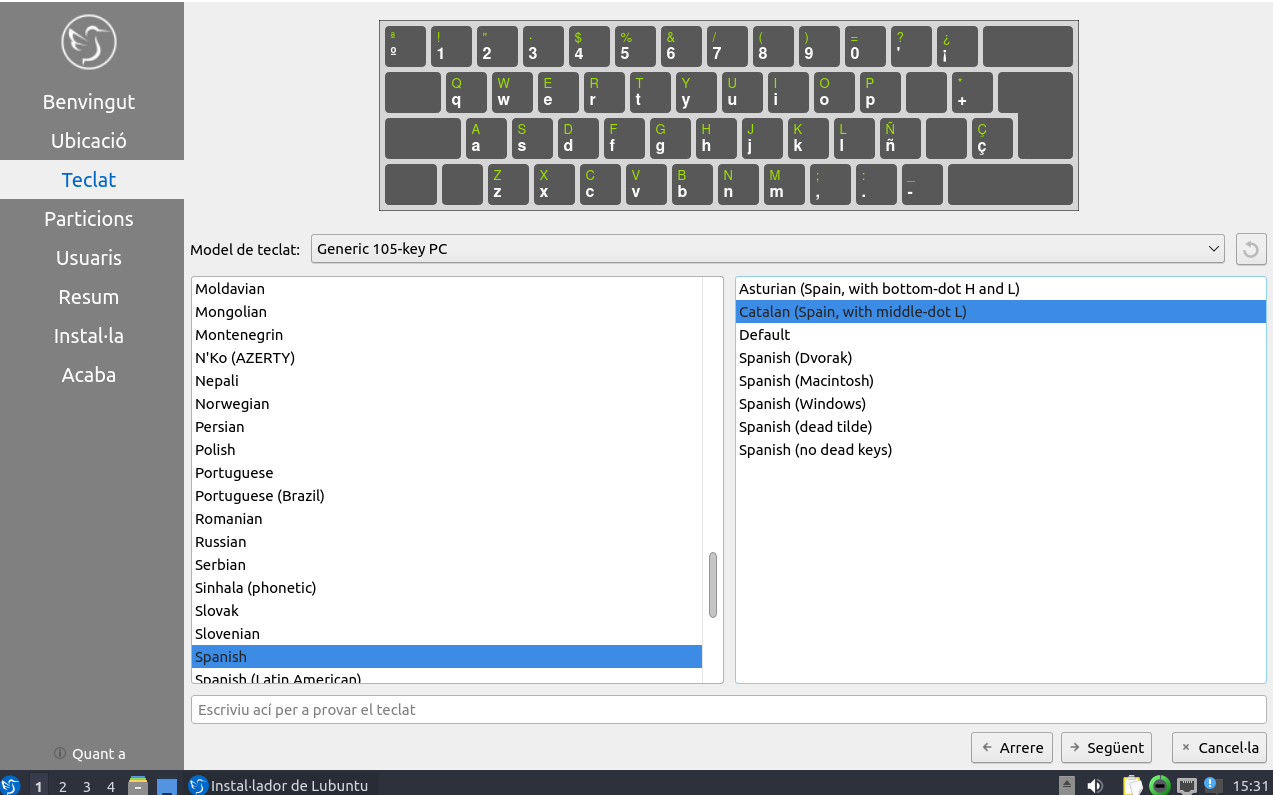 ª ! " · $ % & / ( ) = ? ¿
º 1 2 3 4 5 6 7 8 9 0 ' ¡
Q W E R T Y U I O P *
q w e r t y u i o p +
A S D F G H J K L Ñ Ç
a s d f g h j k l ñ ç
Z X C V B N M ; : _
z x c v b n m , . -
Benvingut
Ubicació
Teclat
Particions
Usuaris
Resum
Instal·la
Acaba
Quant a
Model de teclat: Generic 105-key PC
Moldavian
Mongolian
Montenegrin
N'Ko (AZERTY)
Nepali
Norwegian
Persian
Polish
Portuguese
Portuguese (Brazil)
Romanian
Russian
Serbian
Sinhala (phonetic)
Slovak
Slovenian
Spanish
Spanish (Latin American)
Asturian (Spain, with bottom-dot H and L)
Catalan (Spain, with middle-dot L)
Default
Spanish (Dvorak)
Spanish (Macintosh)
Spanish (Windows)
Spanish (dead tilde)
Spanish (no dead keys)
Escriviu ací per a provar el teclat
Arrere Següent Cancel·la
1 2 3 4 Instal·lador de Lubuntu 15:31